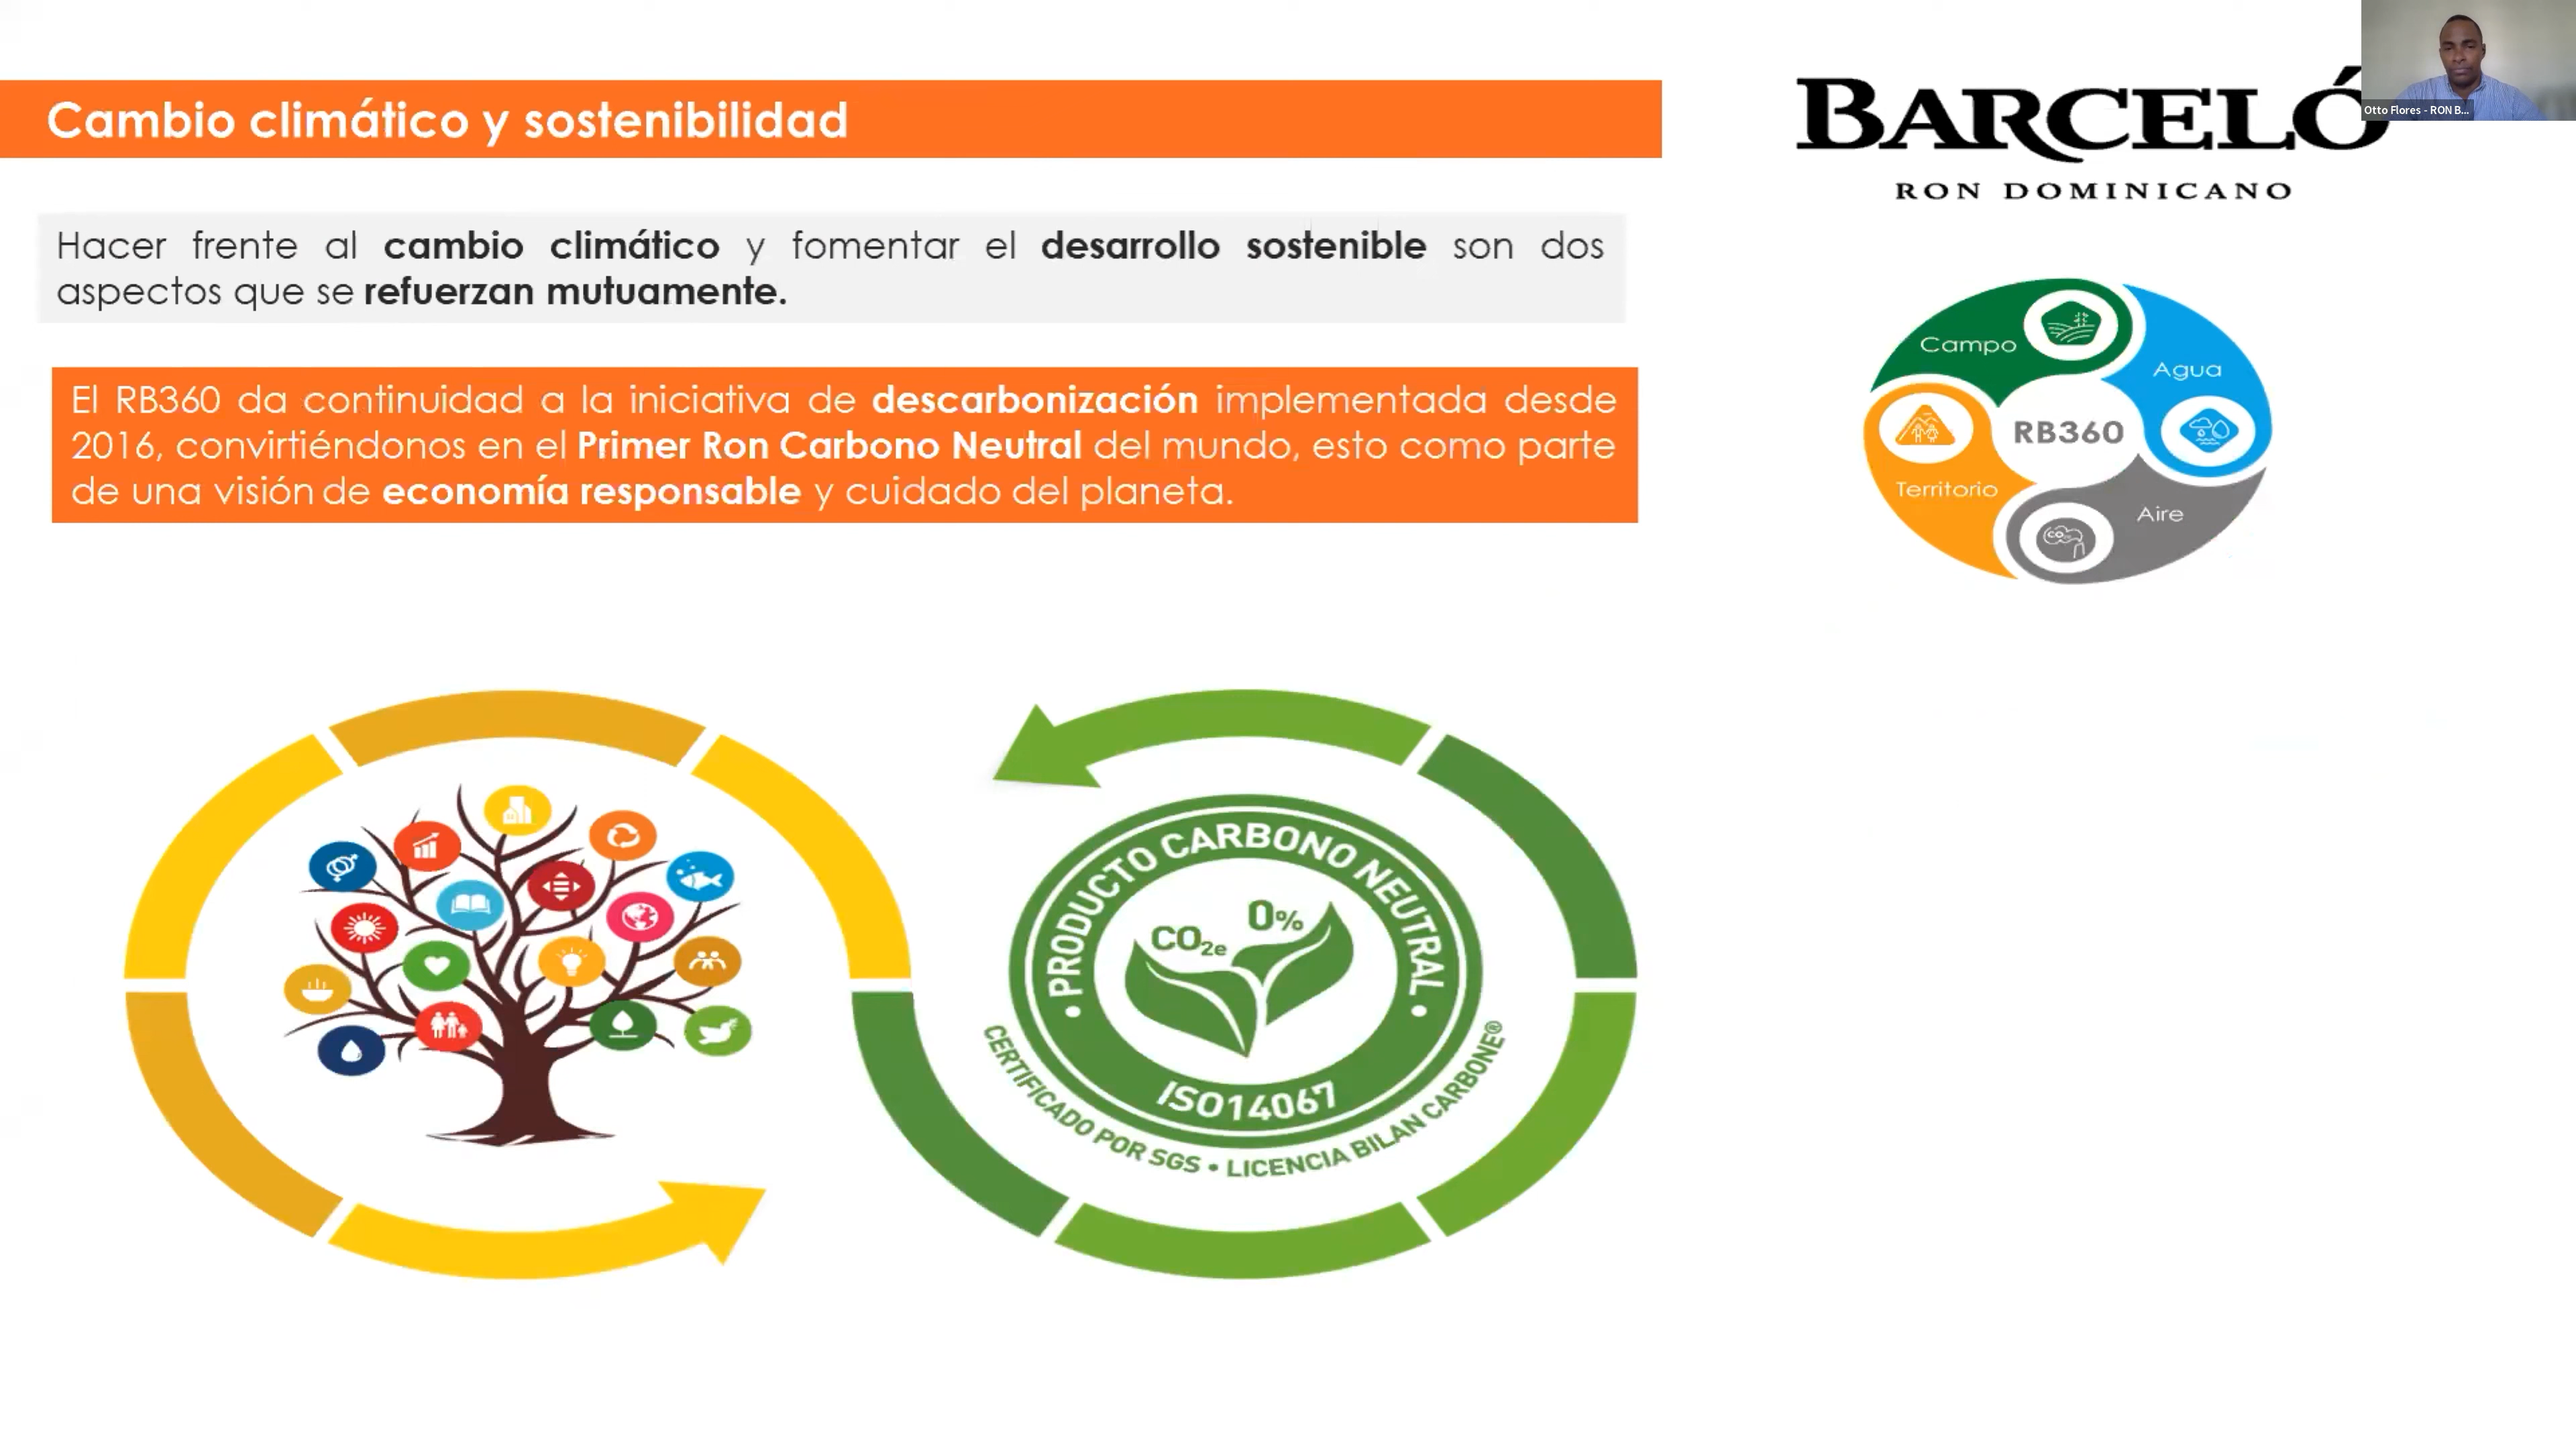 Cambio climático y sostenibilidad
BARCELÓ
RON DOMINICANO
Otto Flores - RON B...
Hacer frente al cambio climático y fomentar el desarrollo sostenible son dos
aspectos que se refuerzan mutuamente.
El RB360 da continuidad a la iniciativa de descarbonización implementada desde
2016, convirtiéndonos en el Primer Ron Carbono Neutral del mundo, esto como parte
de una visión de economía responsable y cuidado del planeta.
Campo
Agua
RB360
Territorio
Aire
CO₂
• PRODUCTO CARBONO NEUTRAL •
CO2e 0%
ISO14067
CERTIFICADO POR SGS • LICENCIA BILAN CARBONE®